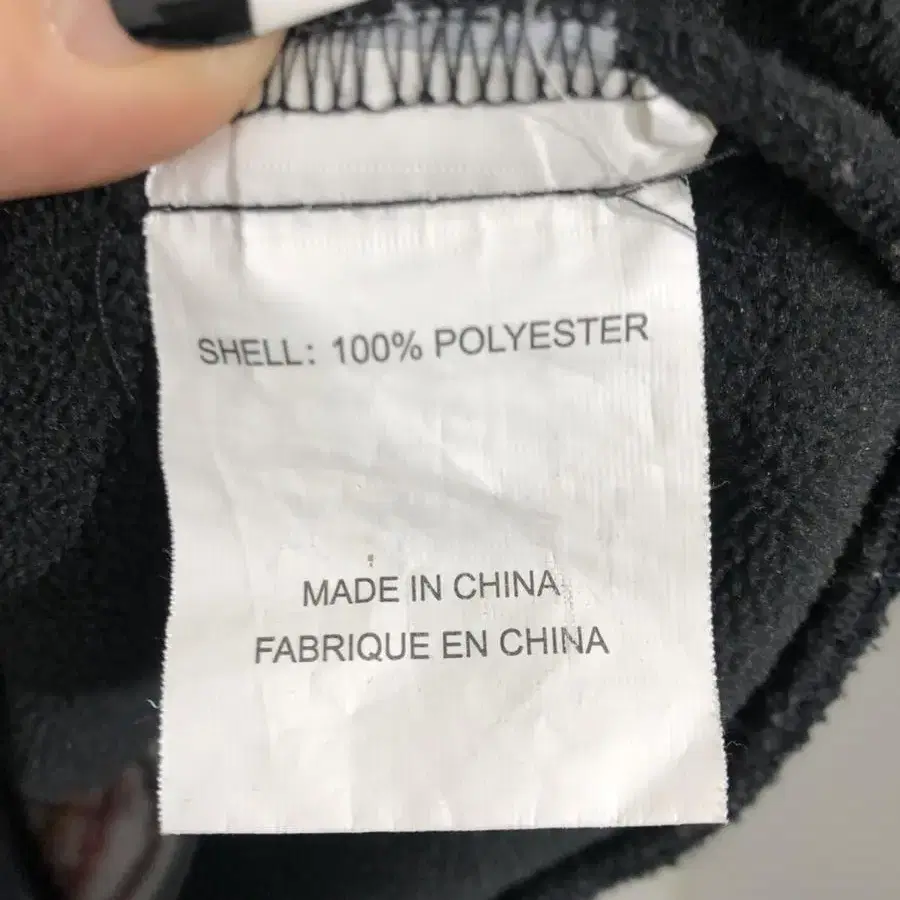 SHELL: 100% POLYESTER
MADE IN CHINA
FABRIQUE EN CHINA